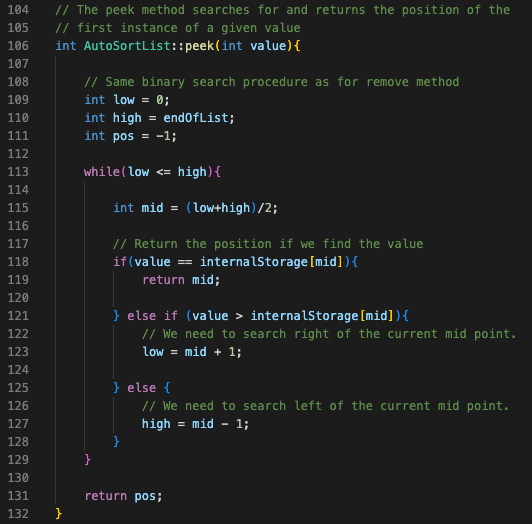 104 // The peek method searches for and returns the position of the
105 // first instance of a given value
106 int AutoSortList::peek(int value){
107
108 // Same binary search procedure as for remove method
109 int low = 0;
110 int high = endOfList;
111 int pos = -1;
112
113 while(low <= high){
114
115 int mid = (low+high)/2;
116
117 // Return the position if we find the value
118 if(value == internalStorage[mid]){
119 return mid;
120
121 } else if (value > internalStorage[mid]){
122 // We need to search right of the current mid point.
123 low = mid + 1;
124
125 } else {
126 // We need to search left of the current mid point.
127 high = mid - 1;
128 }
129 }
130
131 return pos;
132 }